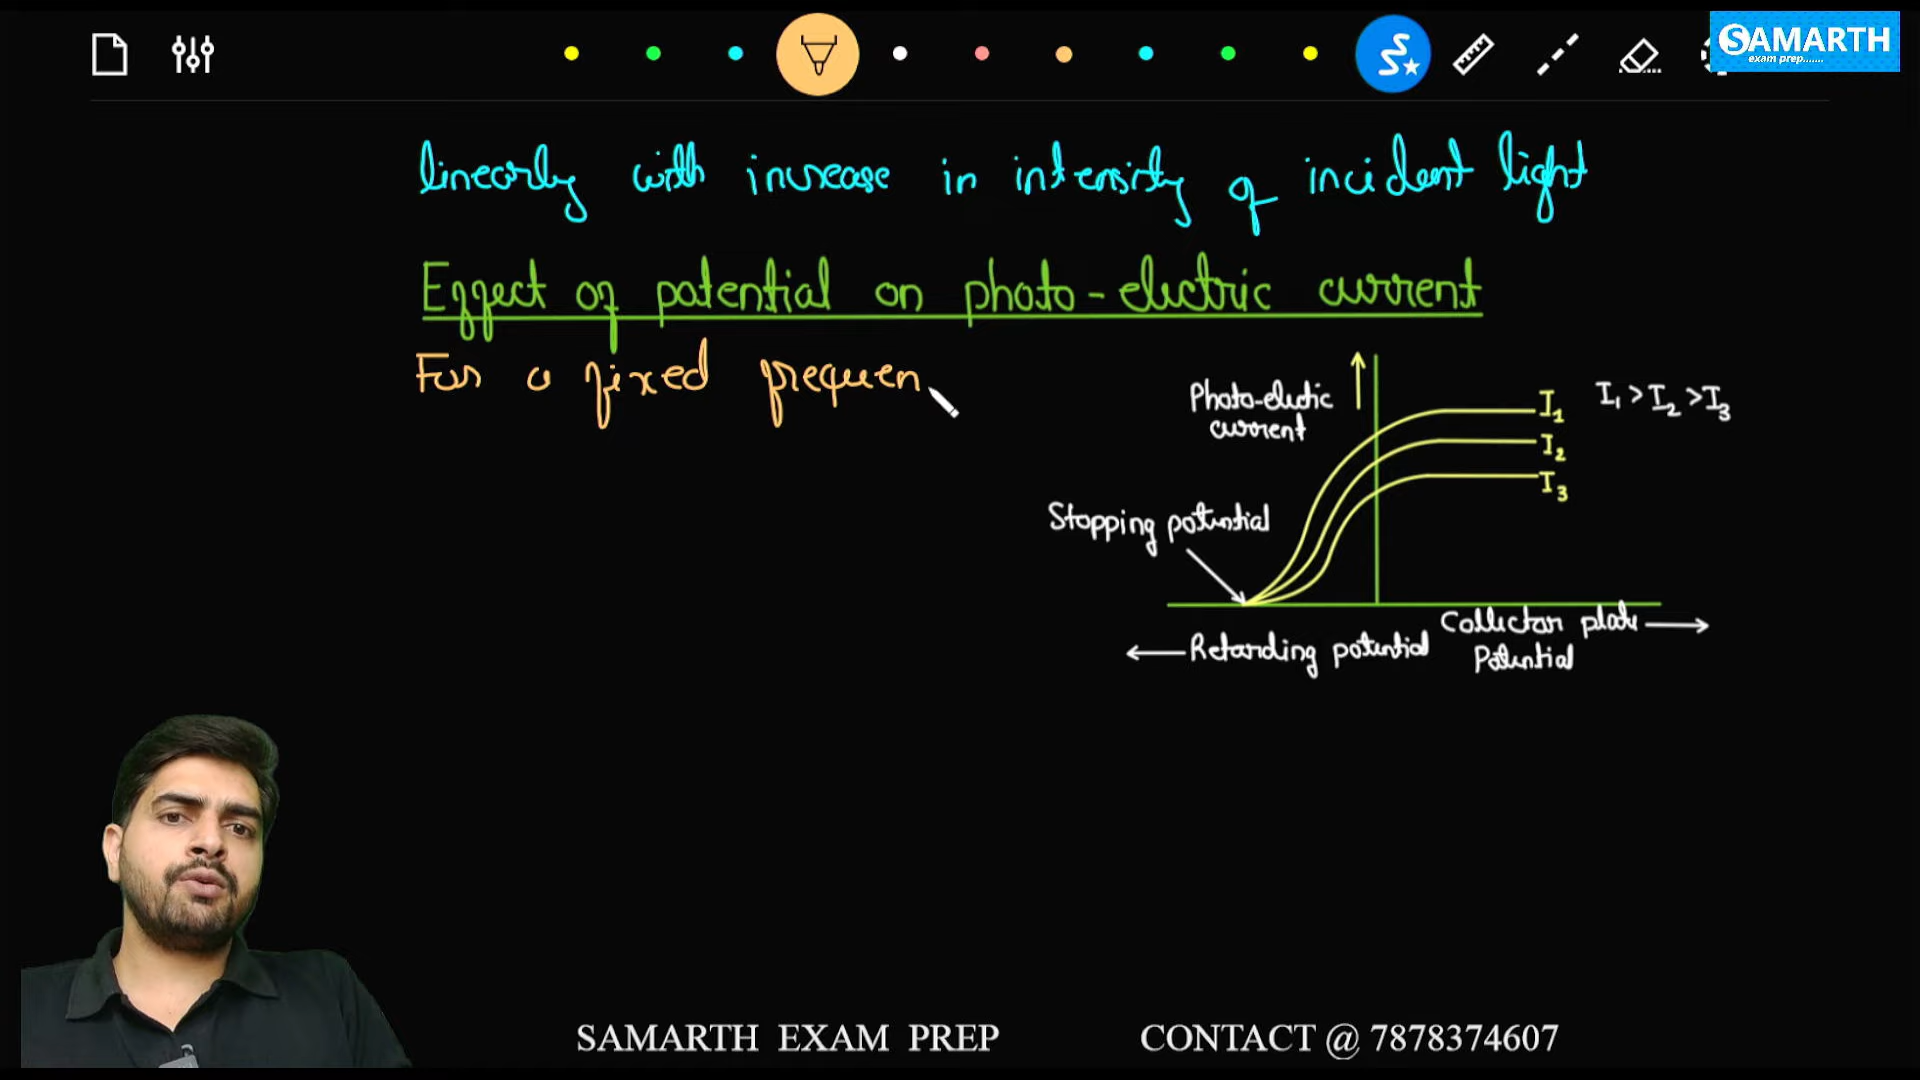 SAMARTH
exam prep.......
linearly with increase in intensity of incident light
Effect of potential on photo-electric current
For a fixed frequen
Photo-electic
current
I₁
I₂
I₃
I₁ > I₂ > I₃
Stopping potential
Retarding potential
Collector plate
Potential
SAMARTH EXAM PREP
CONTACT @ 7878374607